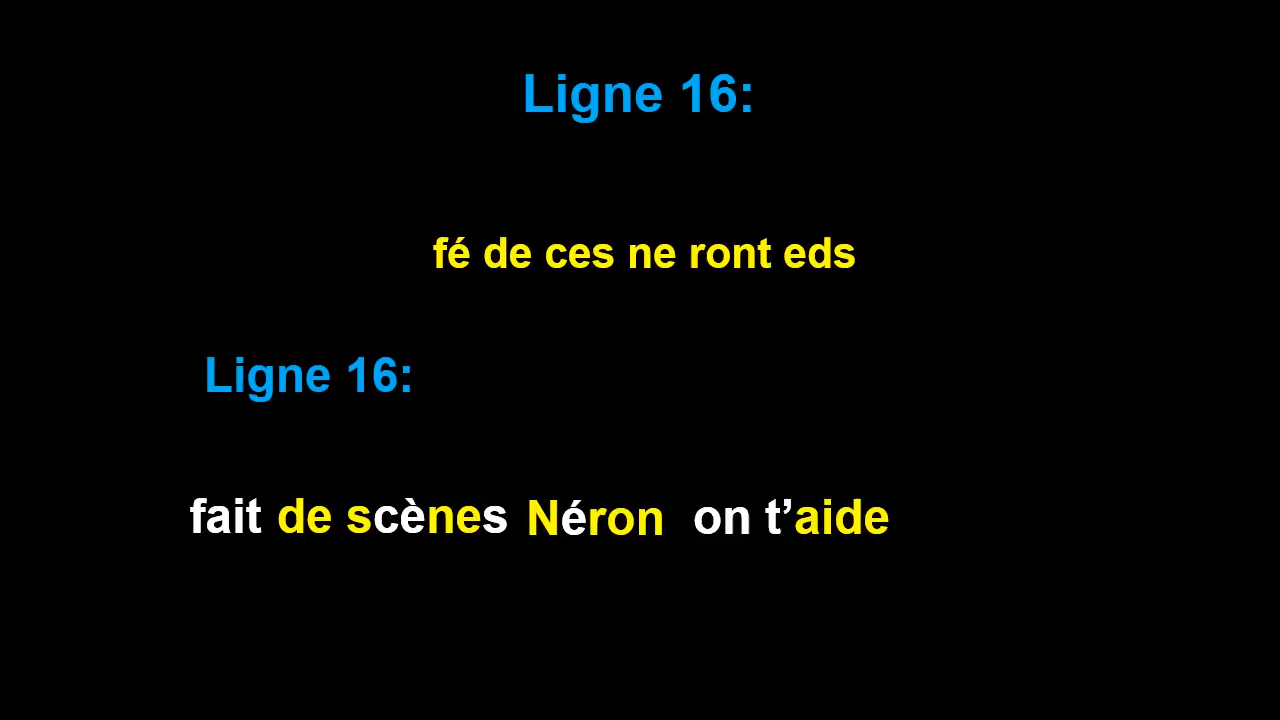 Ligne 16:
fé de ces ne ront eds
Ligne 16:
fait de scènes Néron on t’aide